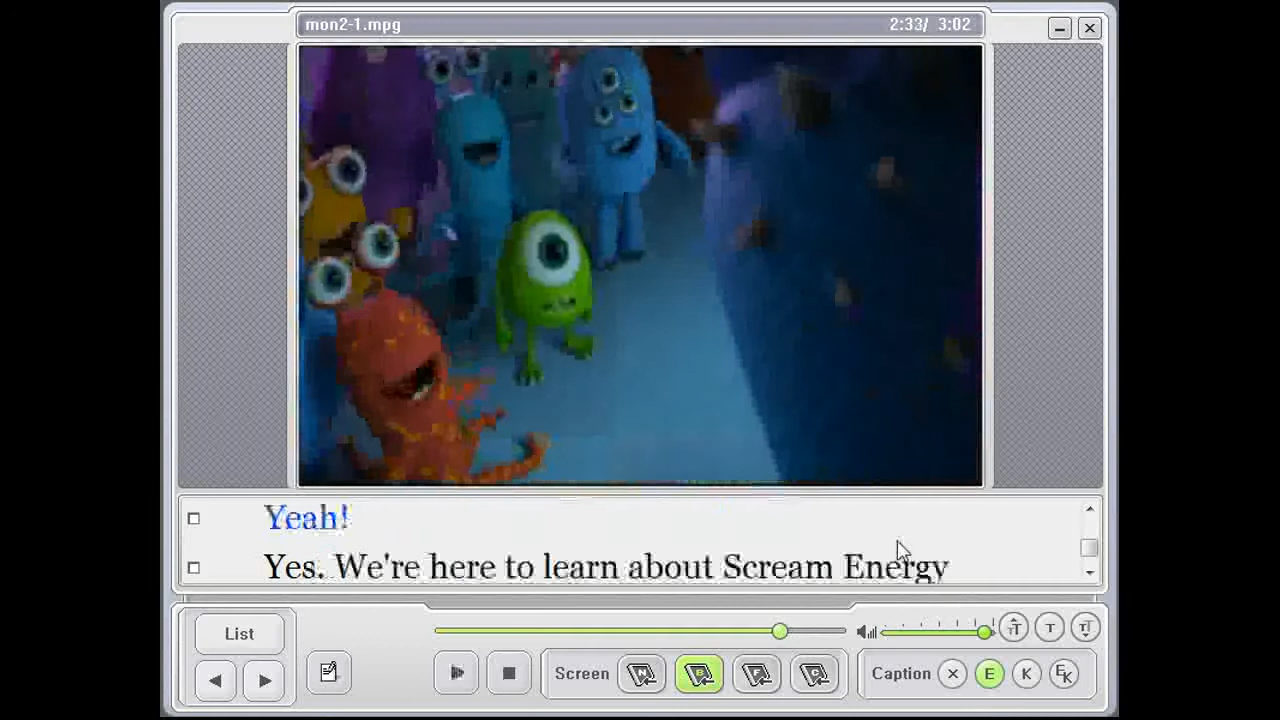 mon2-1.mpg 2:33/ 3:02
Yeah!
Yes. We're here to learn about Scream Energy
List
Screen
Caption
X E K EK
T T T